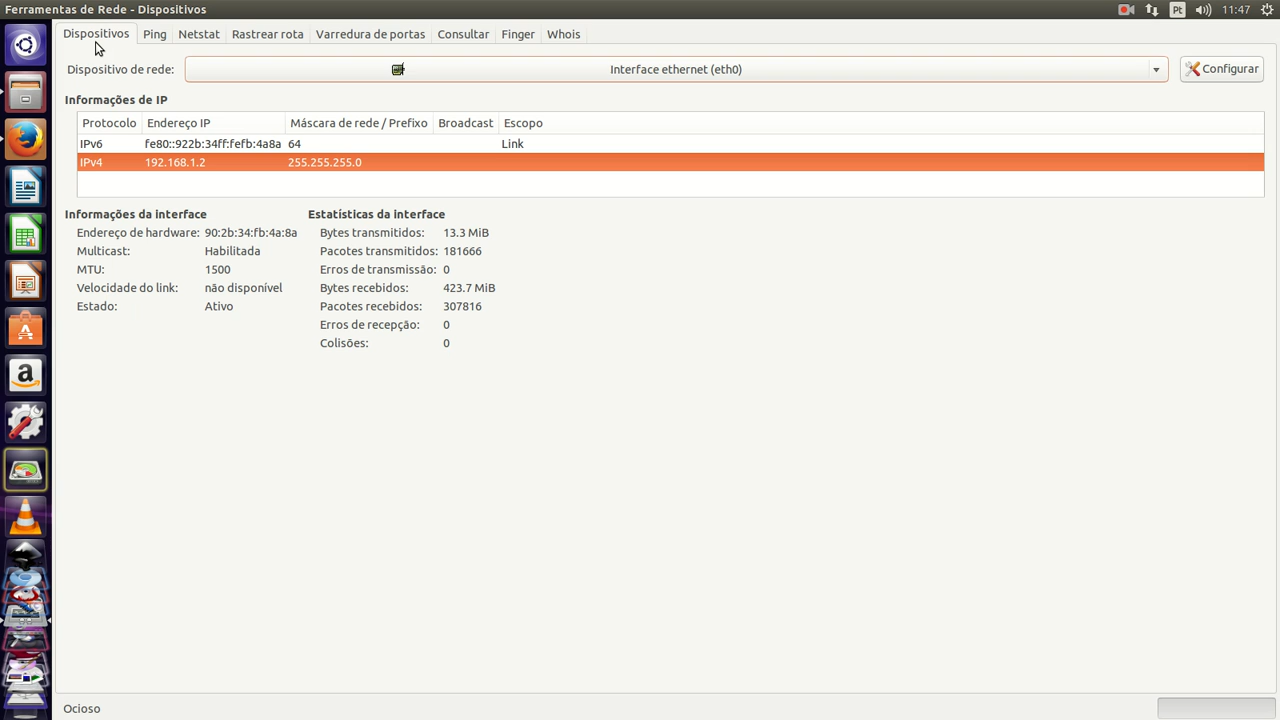 Ferramentas de Rede - Dispositivos
Pt
11:47
Dispositivos Ping Netstat Rastrear rota Varredura de portas Consultar Finger Whois
Dispositivo de rede: Interface ethernet (eth0) Configurar
Informações de IP
Protocolo Endereço IP Máscara de rede / Prefixo Broadcast Escopo
IPv6 fe80::922b:34ff:fefb:4a8a 64 Link
IPv4 192.168.1.2 255.255.255.0
Informações da interface
Endereço de hardware: 90:2b:34:fb:4a:8a
Multicast: Habilitada
MTU: 1500
Velocidade do link: não disponível
Estado: Ativo
Estatísticas da interface
Bytes transmitidos: 13.3 MiB
Pacotes transmitidos: 181666
Erros de transmissão: 0
Bytes recebidos: 423.7 MiB
Pacotes recebidos: 307816
Erros de recepção: 0
Colisões: 0
Ocioso